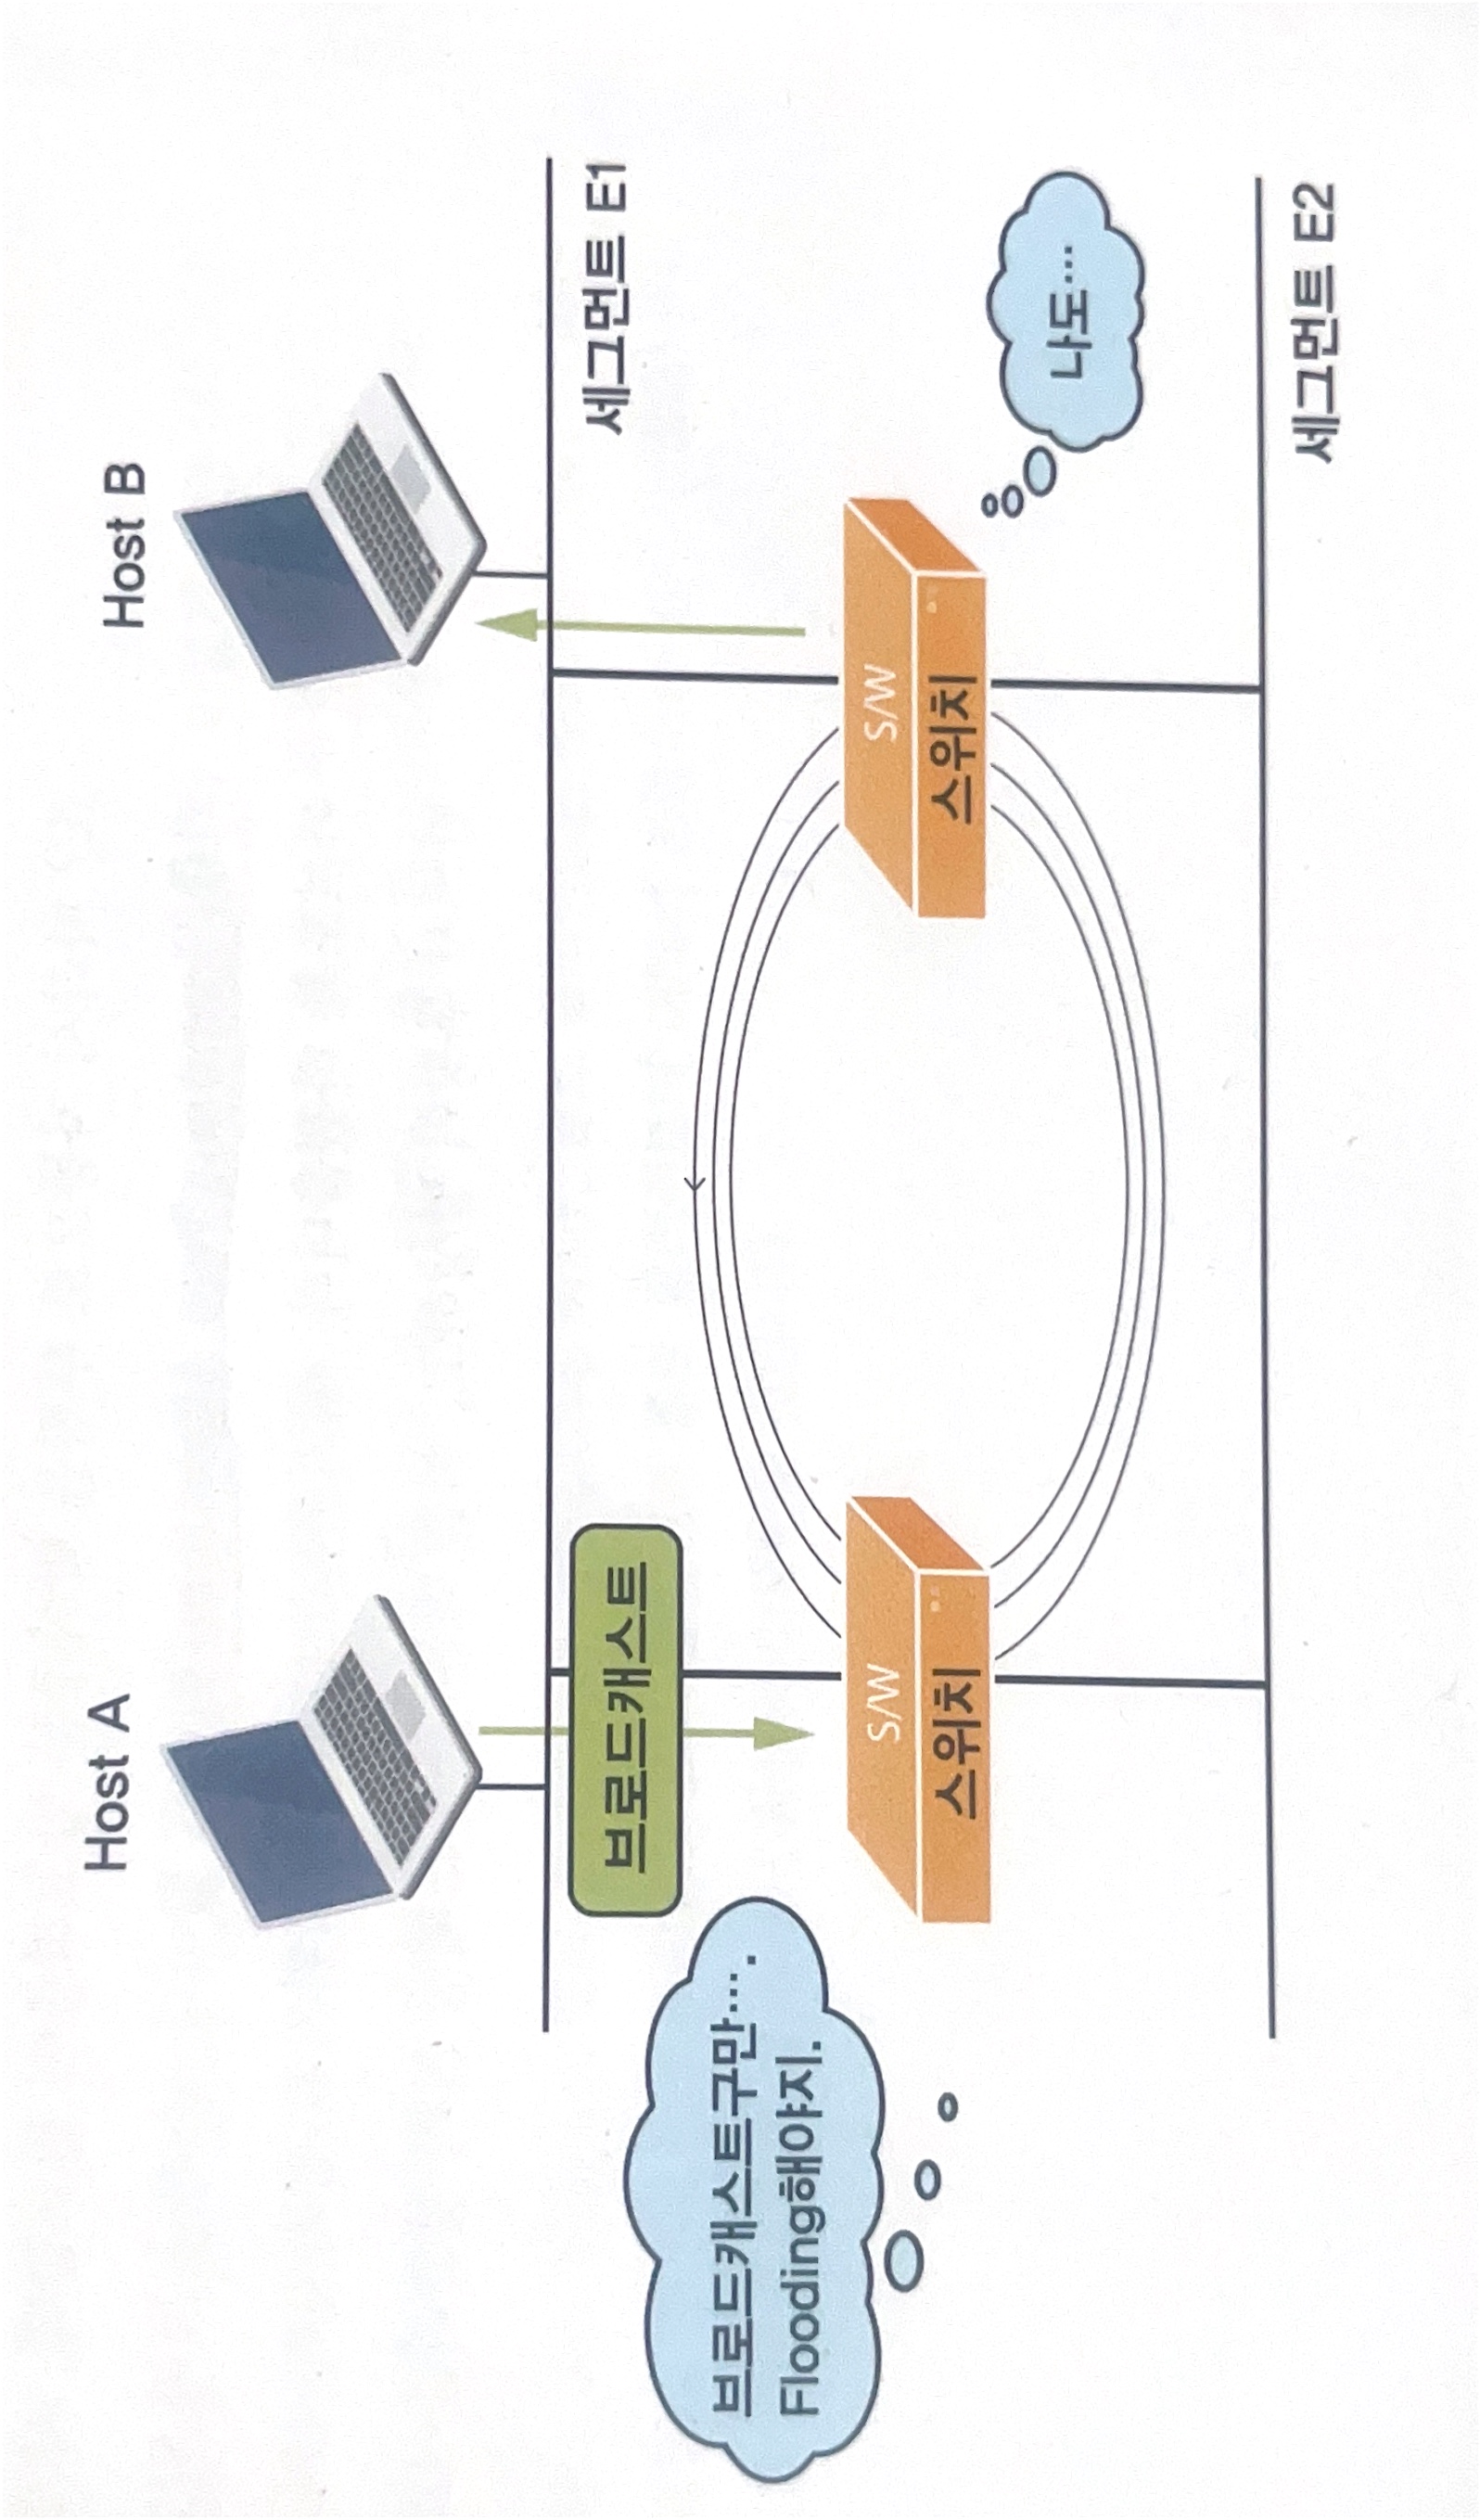 Host A
Host B
세그먼트 E1
브로드캐스트
브로드캐스트구만….
Flooding해야지.
S/W
스위치
S/W
스위치
나도…
세그먼트 E2